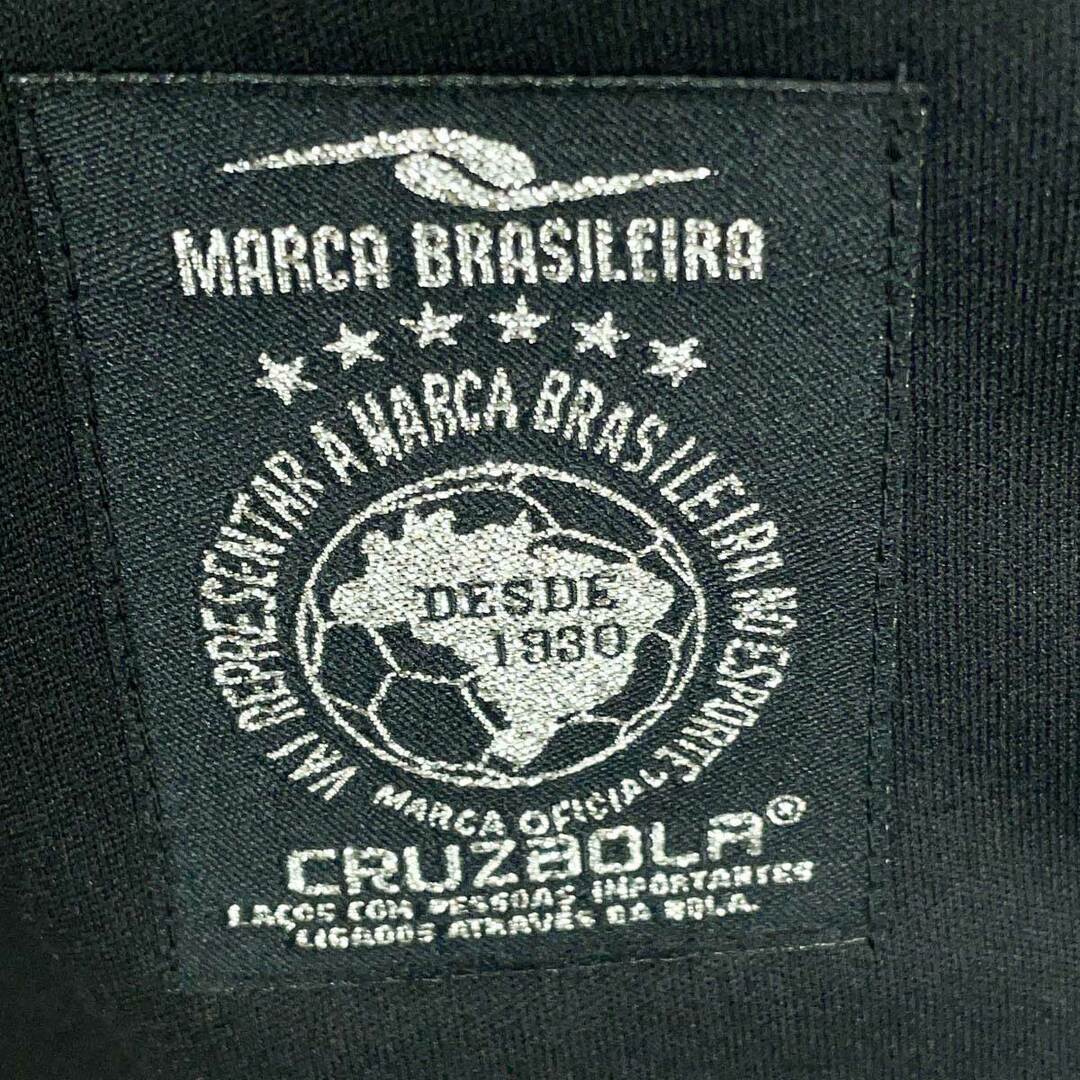 MARCA BRASILEIRA
VAI REPRESENTAR A MARCA BRASILEIRA NO ESPORTE
DESDE
1930
MARCA OFICIAL
CRUZBOLA®
LAÇOS COM PESSOAS IMPORTANTES
LIGADOS ATRAVES DA BOLA.